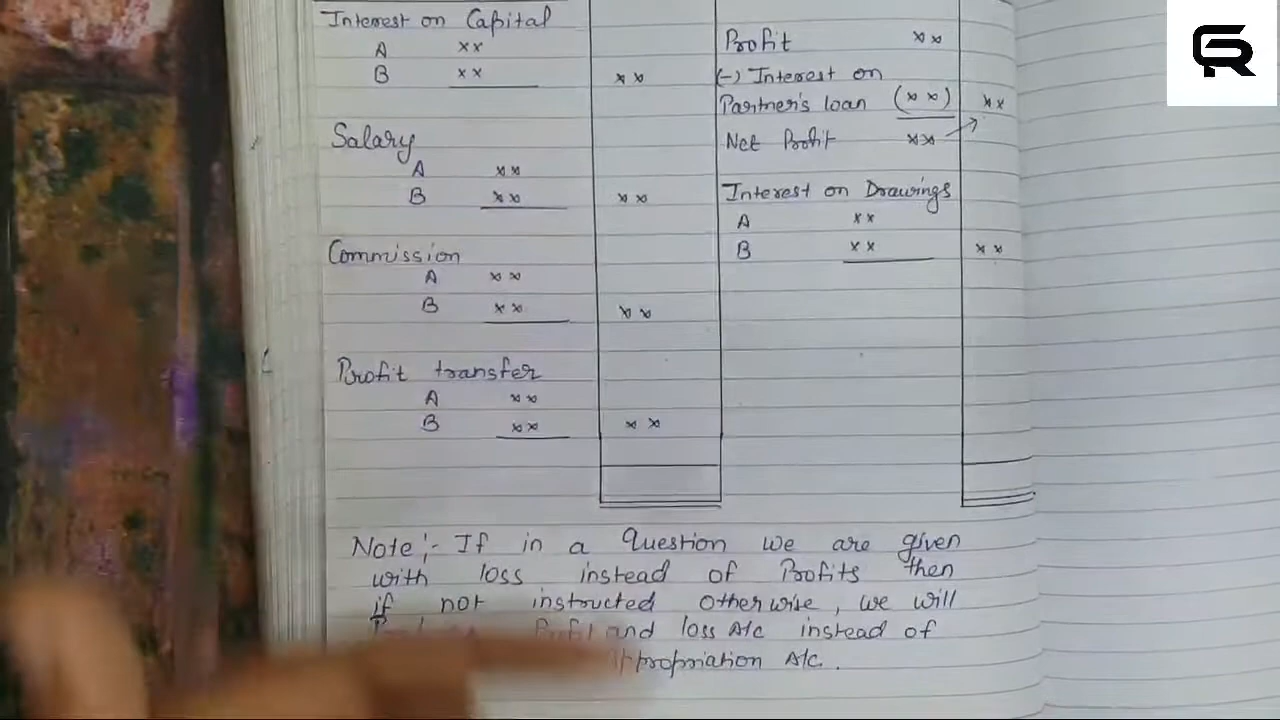 Interest on Capital
A xx
B xx xx
Salary
A xx
B xx xx
Commission
A xx
B xx xx
Profit transfer
A xx
B xx xx
Profit xx
(-) Interest on
Partner's loan (xx) xx
Net Profit xx
Interest on Drawings
A xx
B xx xx
Note:- If in a Question we are given
with loss instead of Profits then
if not instructed otherwise, we will
Profit and loss A/c instead of
Appropriation A/c.
GR